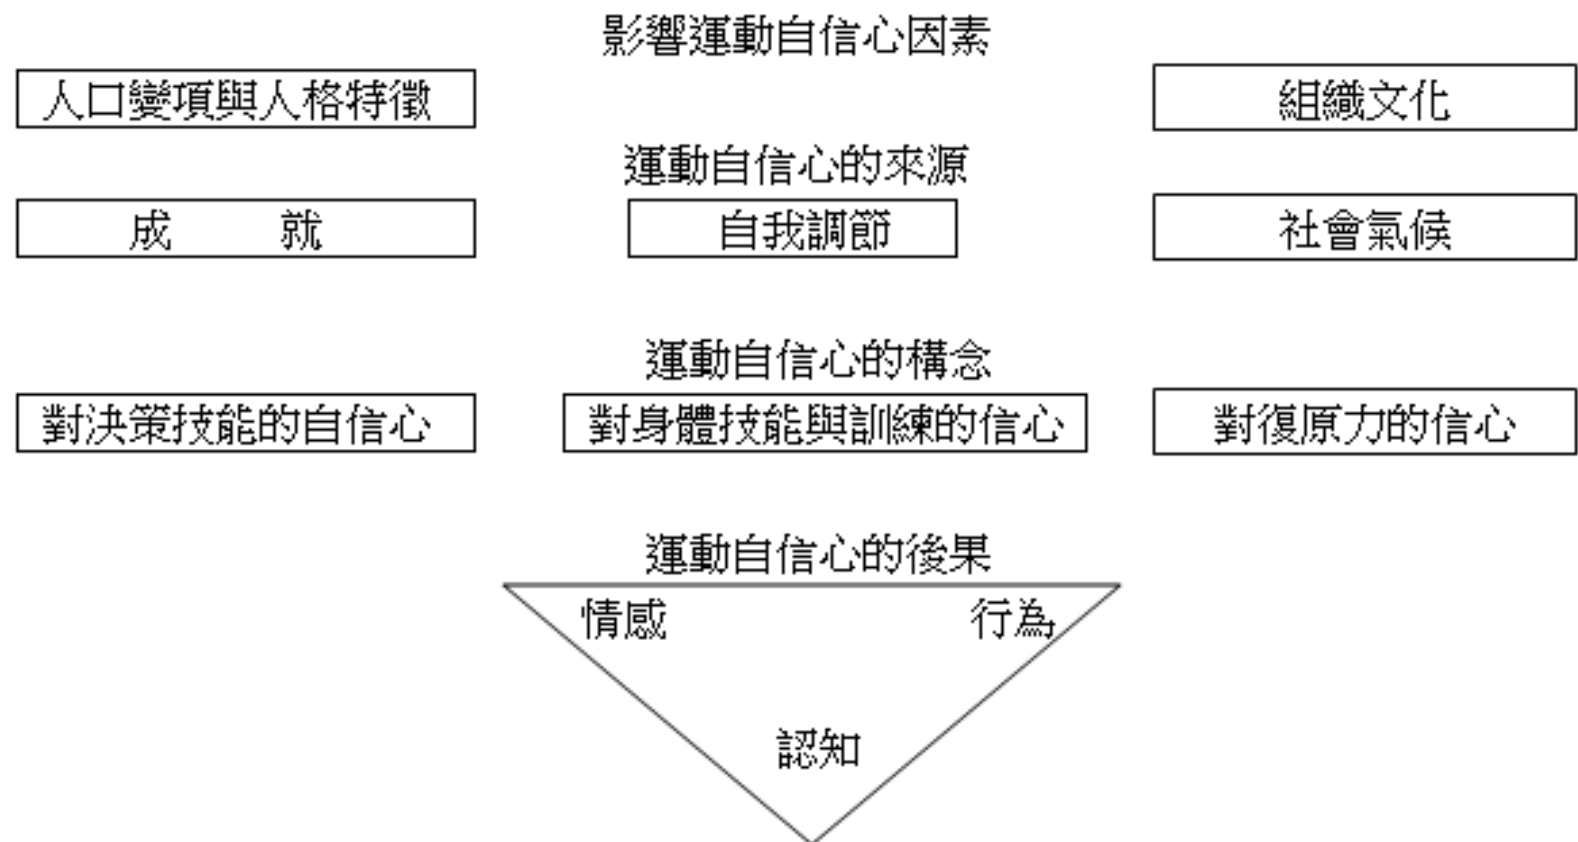 影響運動自信心因素
人口變項與人格特徵
組織文化
運動自信心的來源
成 就
自我調節
社會氣候
運動自信心的構念
對決策技能的自信心
對身體技能與訓練的信心
對復原力的信心
運動自信心的後果
情感
行為
認知